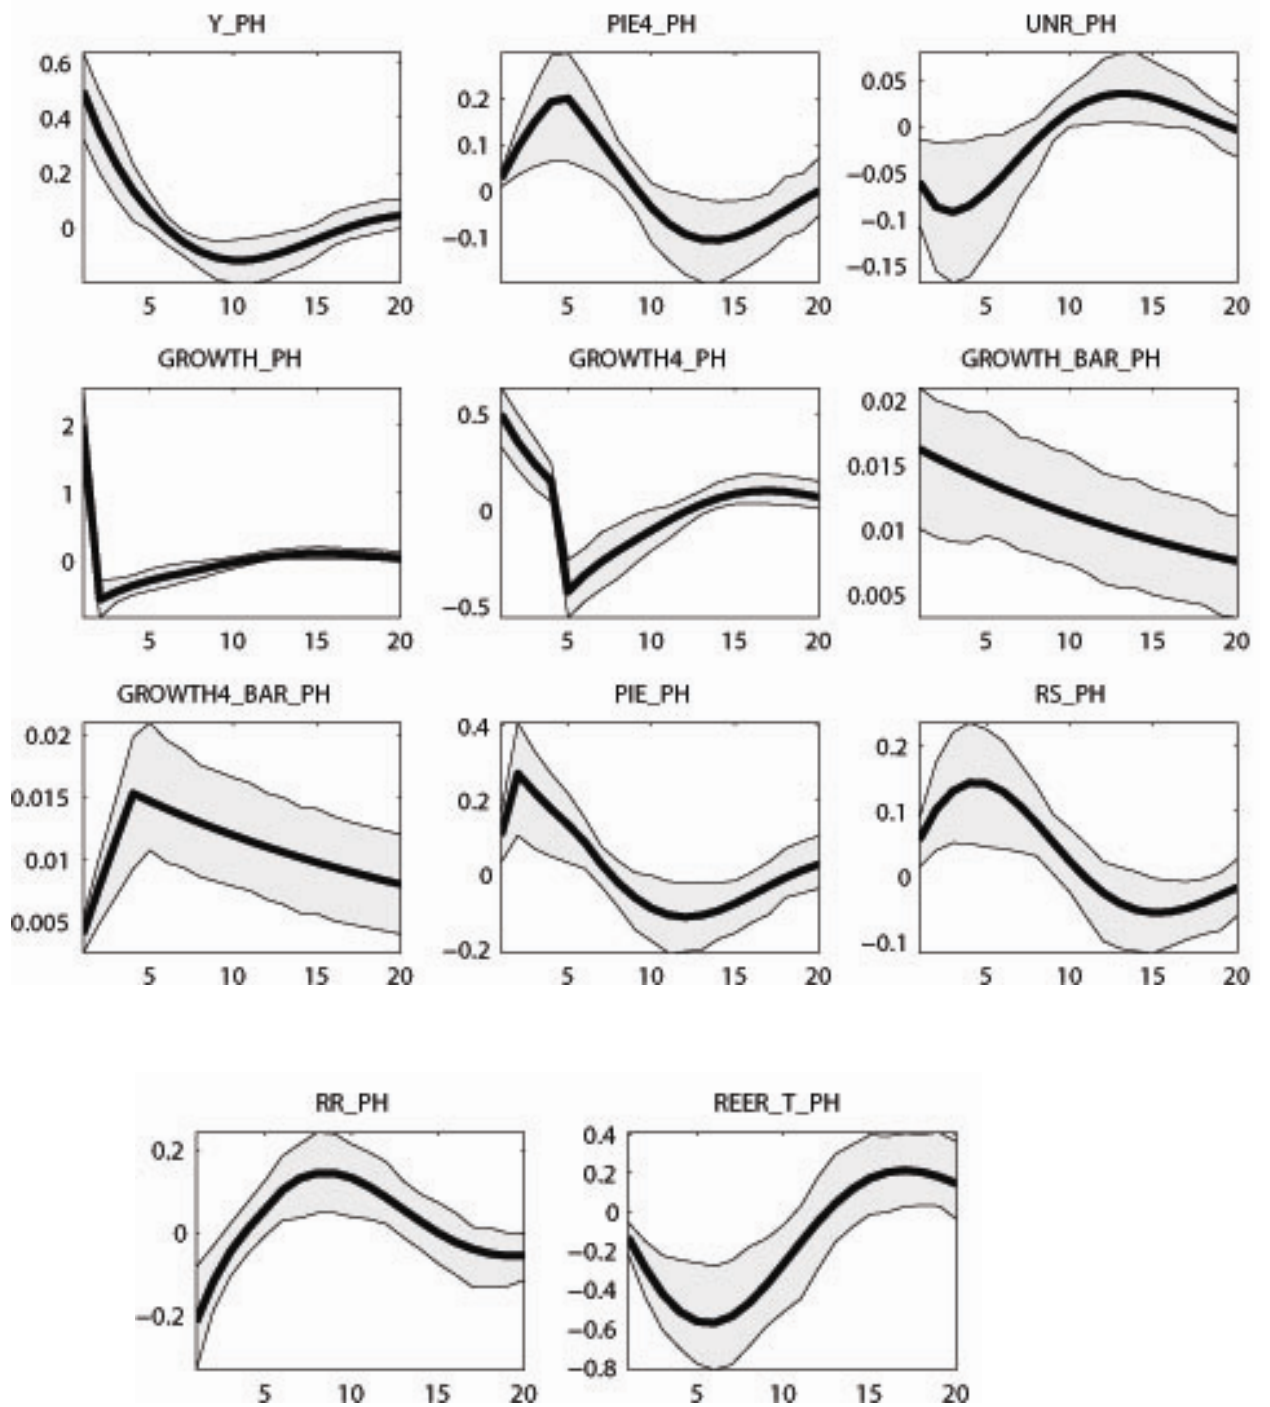 Y_PH PIE4_PH UNR_PH
0.6 0.4 0.2 0
0.2 0.1 0 −0.1
0.05 0 −0.05 −0.1 −0.15
5 10 15 20 5 10 15 20 5 10 15 20
GROWTH_PH GROWTH4_PH GROWTH_BAR_PH
2 1 0
0.5 0 −0.5
0.02 0.015 0.01 0.005
5 10 15 20 5 10 15 20 5 10 15 20
GROWTH4_BAR_PH PIE_PH RS_PH
0.02 0.015 0.01 0.005
0.4 0.2 0 −0.2
0.2 0.1 0 −0.1
5 10 15 20 5 10 15 20 5 10 15 20
RR_PH REER_T_PH
0.2 0 −0.2
0.4 0.2 0 −0.2 −0.4 −0.6 −0.8
5 10 15 20 5 10 15 20